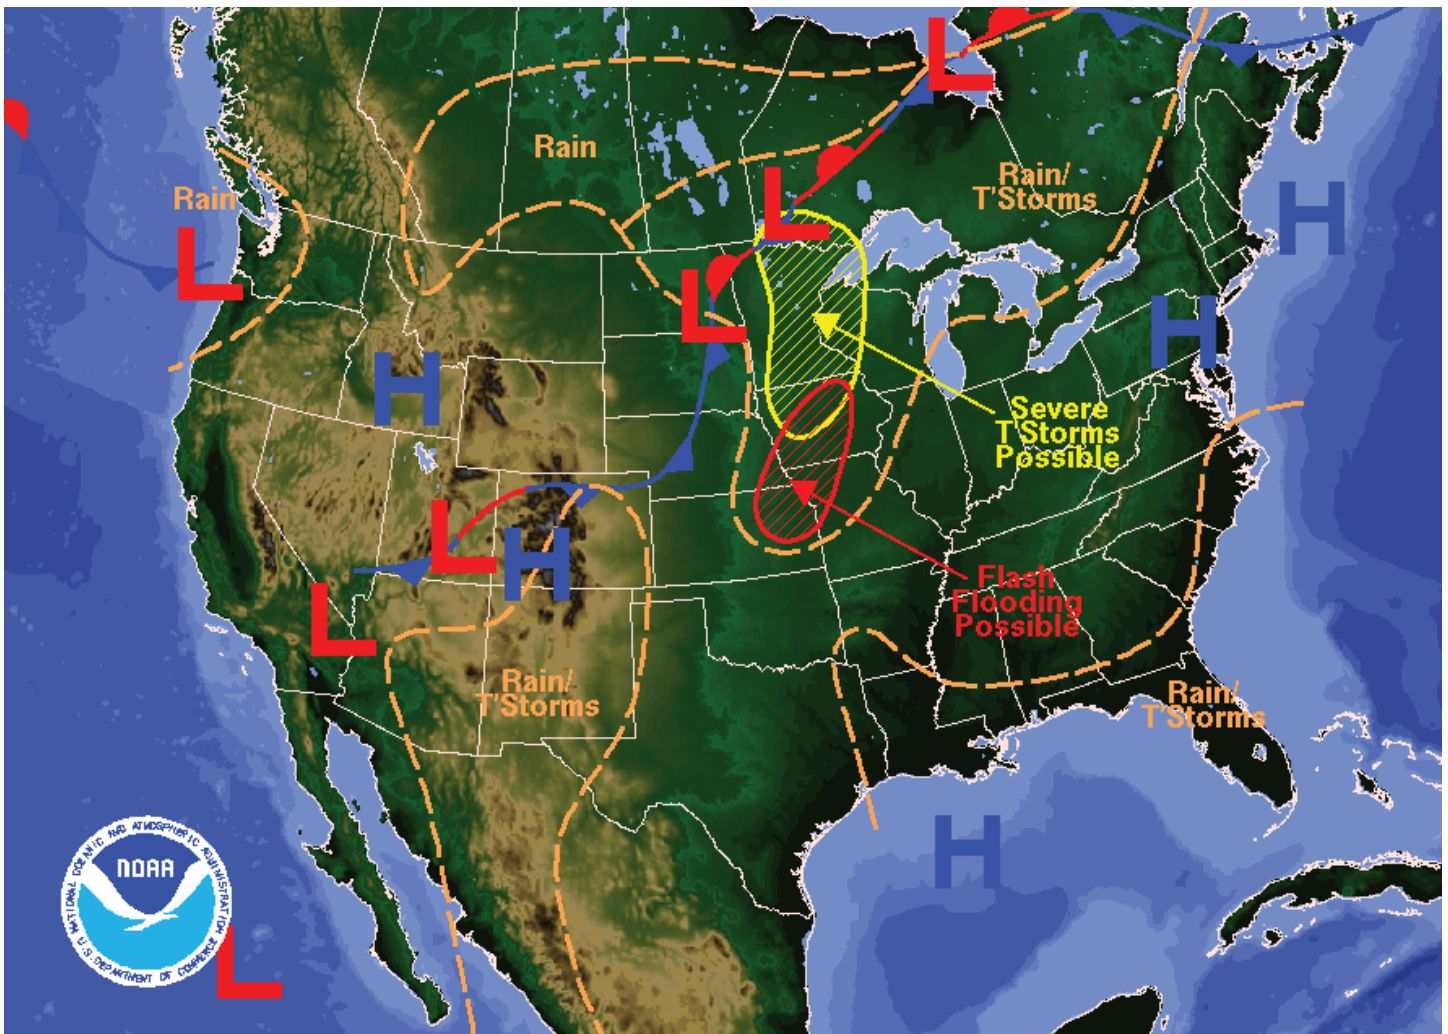 L
Rain
Rain
Rain/
T'Storms
L
H
L
L
H
L
H
Severe
T'Storms
Possible
L
H
Flash
Flooding
Possible
L
Rain/
T'Storms
Rain/
T'Storms
H
NATIONAL OCEANIC AND ATMOSPHERIC ADMINISTRATION
NOAA
U.S. DEPARTMENT OF COMMERCE
L